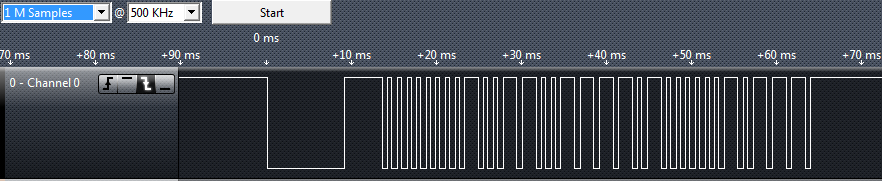 1 M Samples @ 500 KHz Start
0 ms
70 ms +80 ms +90 ms +10 ms +20 ms +30 ms +40 ms +50 ms +60 ms +70 ms
0 - Channel 0